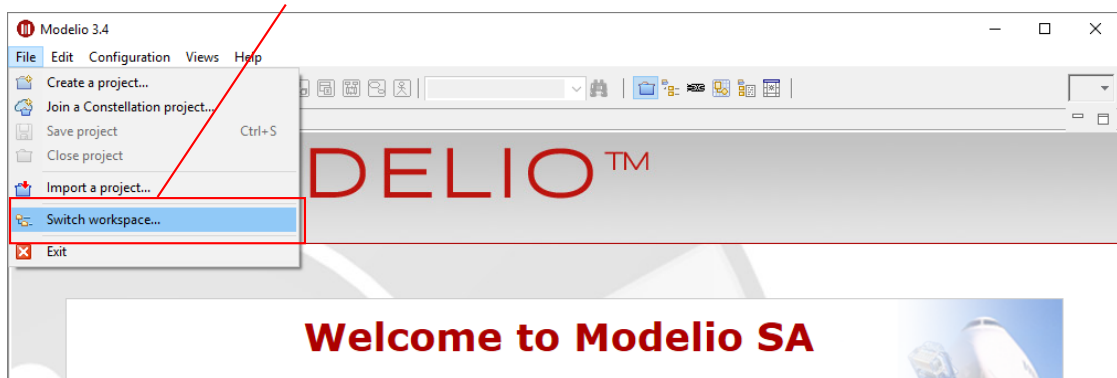 Modelio 3.4
File Edit Configuration Views Help
Create a project...
Join a Constellation project...
Save project Ctrl+S
Close project
Import a project...
Switch workspace...
Exit
DELIO™
Welcome to Modelio SA